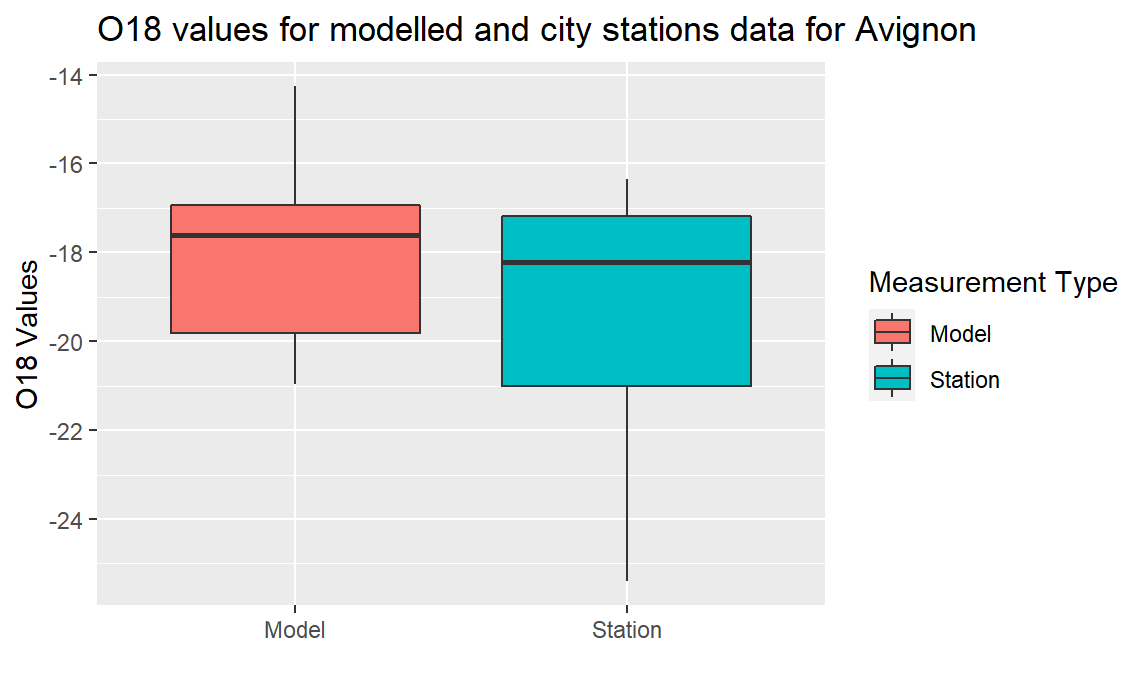 O18 values for modelled and city stations data for Avignon
-14
-16
-18
-20
-22
-24
O18 Values
Model
Station
Measurement Type
Model
Station